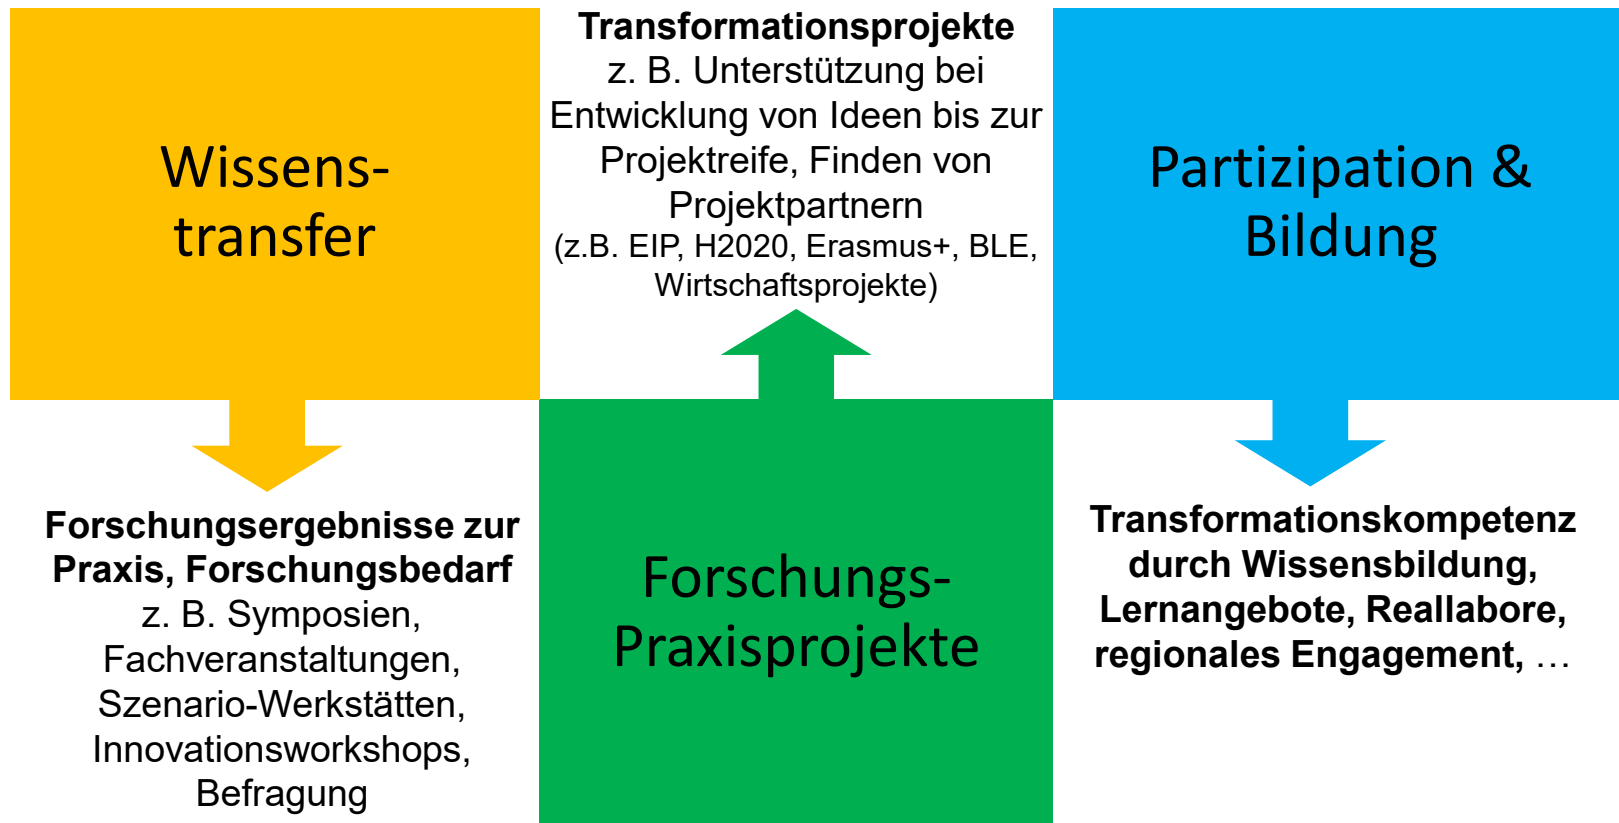 Wissens-
transfer
Forschungsergebnisse zur
Praxis, Forschungsbedarf
z. B. Symposien,
Fachveranstaltungen,
Szenario-Werkstätten,
Innovationsworkshops,
Befragung
Transformationsprojekte
z. B. Unterstützung bei
Entwicklung von Ideen bis zur
Projektreife, Finden von
Projektpartnern
(z.B. EIP, H2020, Erasmus+, BLE,
Wirtschaftsprojekte)
Forschungs-
Praxisprojekte
Partizipation &
Bildung
Transformationskompetenz
durch Wissensbildung,
Lernangebote, Reallabore,
regionales Engagement, …